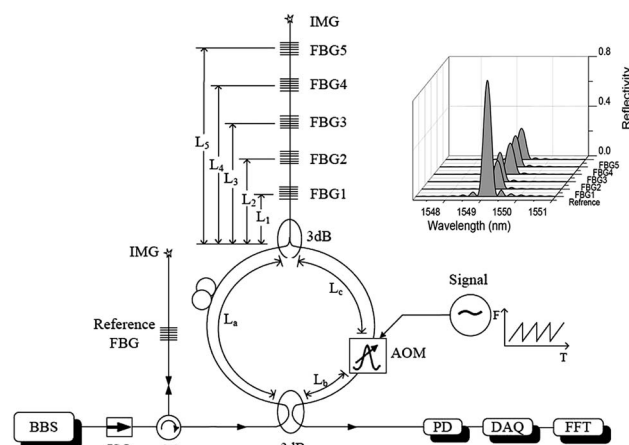 IMG
FBG5
FBG4
FBG3
FBG2
FBG1
L5
L4
L3
L2
L1
3dB
0.8
0.4
0.0
Reflectivity
FBG5
FBG4
FBG3
FBG2
FBG1
Refrence
1548 1549 1550 1551
Wavelength (nm)
IMG
Reference
FBG
La
Lc
Lb
Signal
F
T
AOM
BBS
PD
DAQ
FFT
3dB